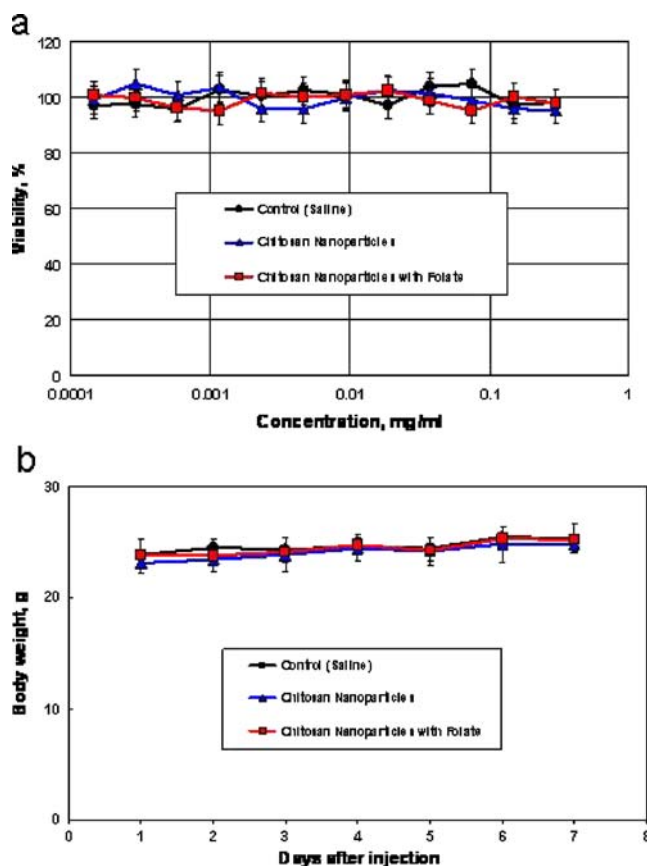 a
120
100
80
60
40
20
0
Viability, %
Control (Saline)
Chitosan Nanoparticles
Chitosan Nanoparticles with Folate
0.0001
0.001
0.01
0.1
1
Concentration, mg/ml
b
30
20
10
0
Body weight, g
Control (Saline)
Chitosan Nanoparticles
Chitosan Nanoparticles with Folate
0
1
2
3
4
5
6
7
8
Days after injection